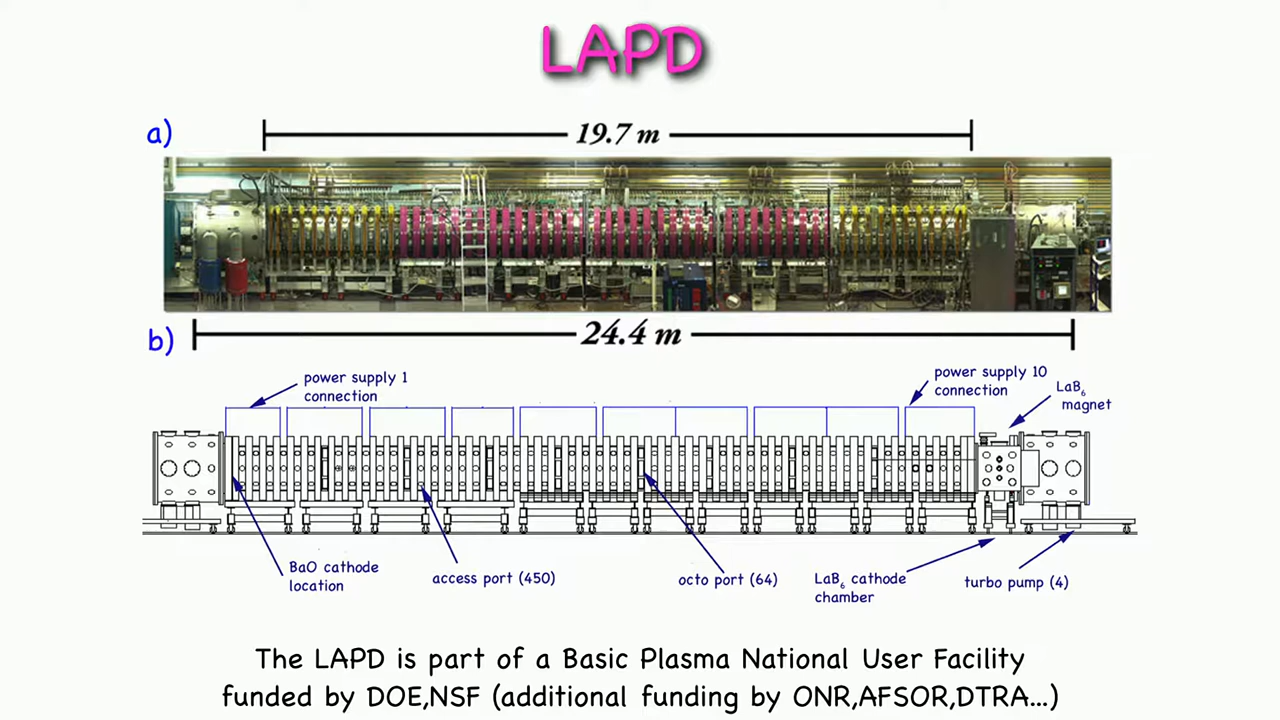 LAPD
a)
19.7 m
b)
24.4 m
power supply 1
connection
power supply 10
connection
LaB6
magnet
BaO cathode
location
access port (450)
octo port (64)
LaB6 cathode
chamber
turbo pump (4)
The LAPD is part of a Basic Plasma National User Facility
funded by DOE,NSF (additional funding by ONR,AFSOR,DTRA...)